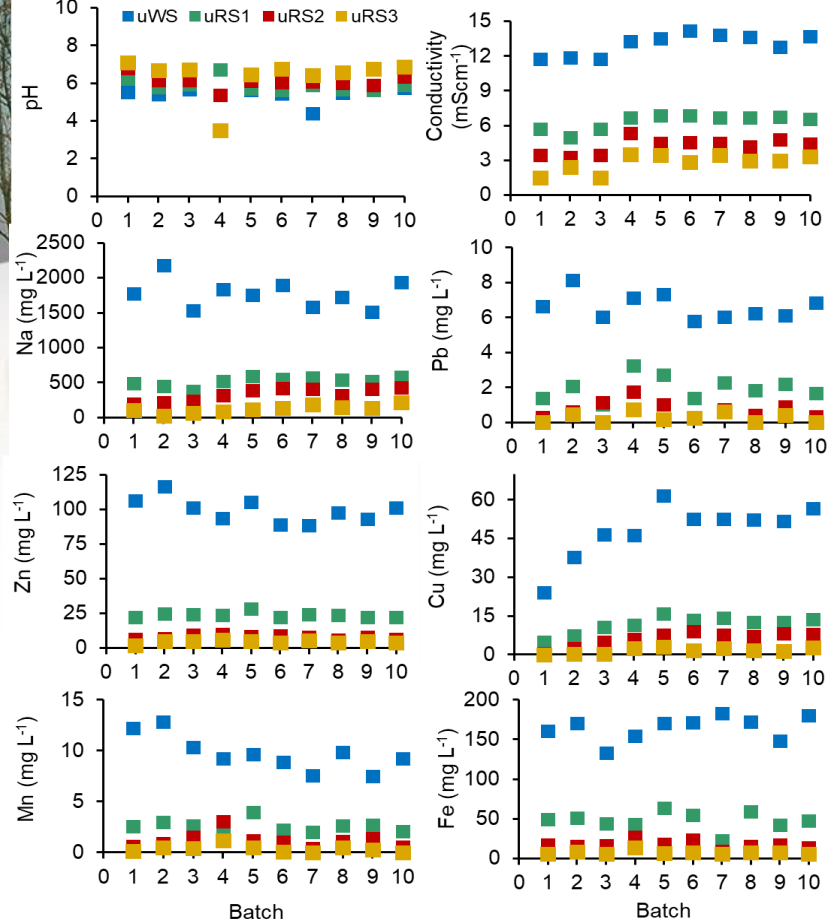 uWS uRS1 uRS2 uRS3
10
8
6
4
2
0
pH
0 1 2 3 4 5 6 7 8 9 10
15
12
9
6
3
0
Conductivity
(mScm⁻¹)
0 1 2 3 4 5 6 7 8 9 10
2500
2000
1500
1000
500
0
Na (mg L⁻¹)
0 1 2 3 4 5 6 7 8 9 10
10
8
6
4
2
0
Pb (mg L⁻¹)
0 1 2 3 4 5 6 7 8 9 10
125
100
75
50
25
0
Zn (mg L⁻¹)
0 1 2 3 4 5 6 7 8 9 10
60
45
30
15
0
Cu (mg L⁻¹)
0 1 2 3 4 5 6 7 8 9 10
15
10
5
0
Mn (mg L⁻¹)
0 1 2 3 4 5 6 7 8 9 10
Batch
200
150
100
50
0
Fe (mg L⁻¹)
0 1 2 3 4 5 6 7 8 9 10
Batch